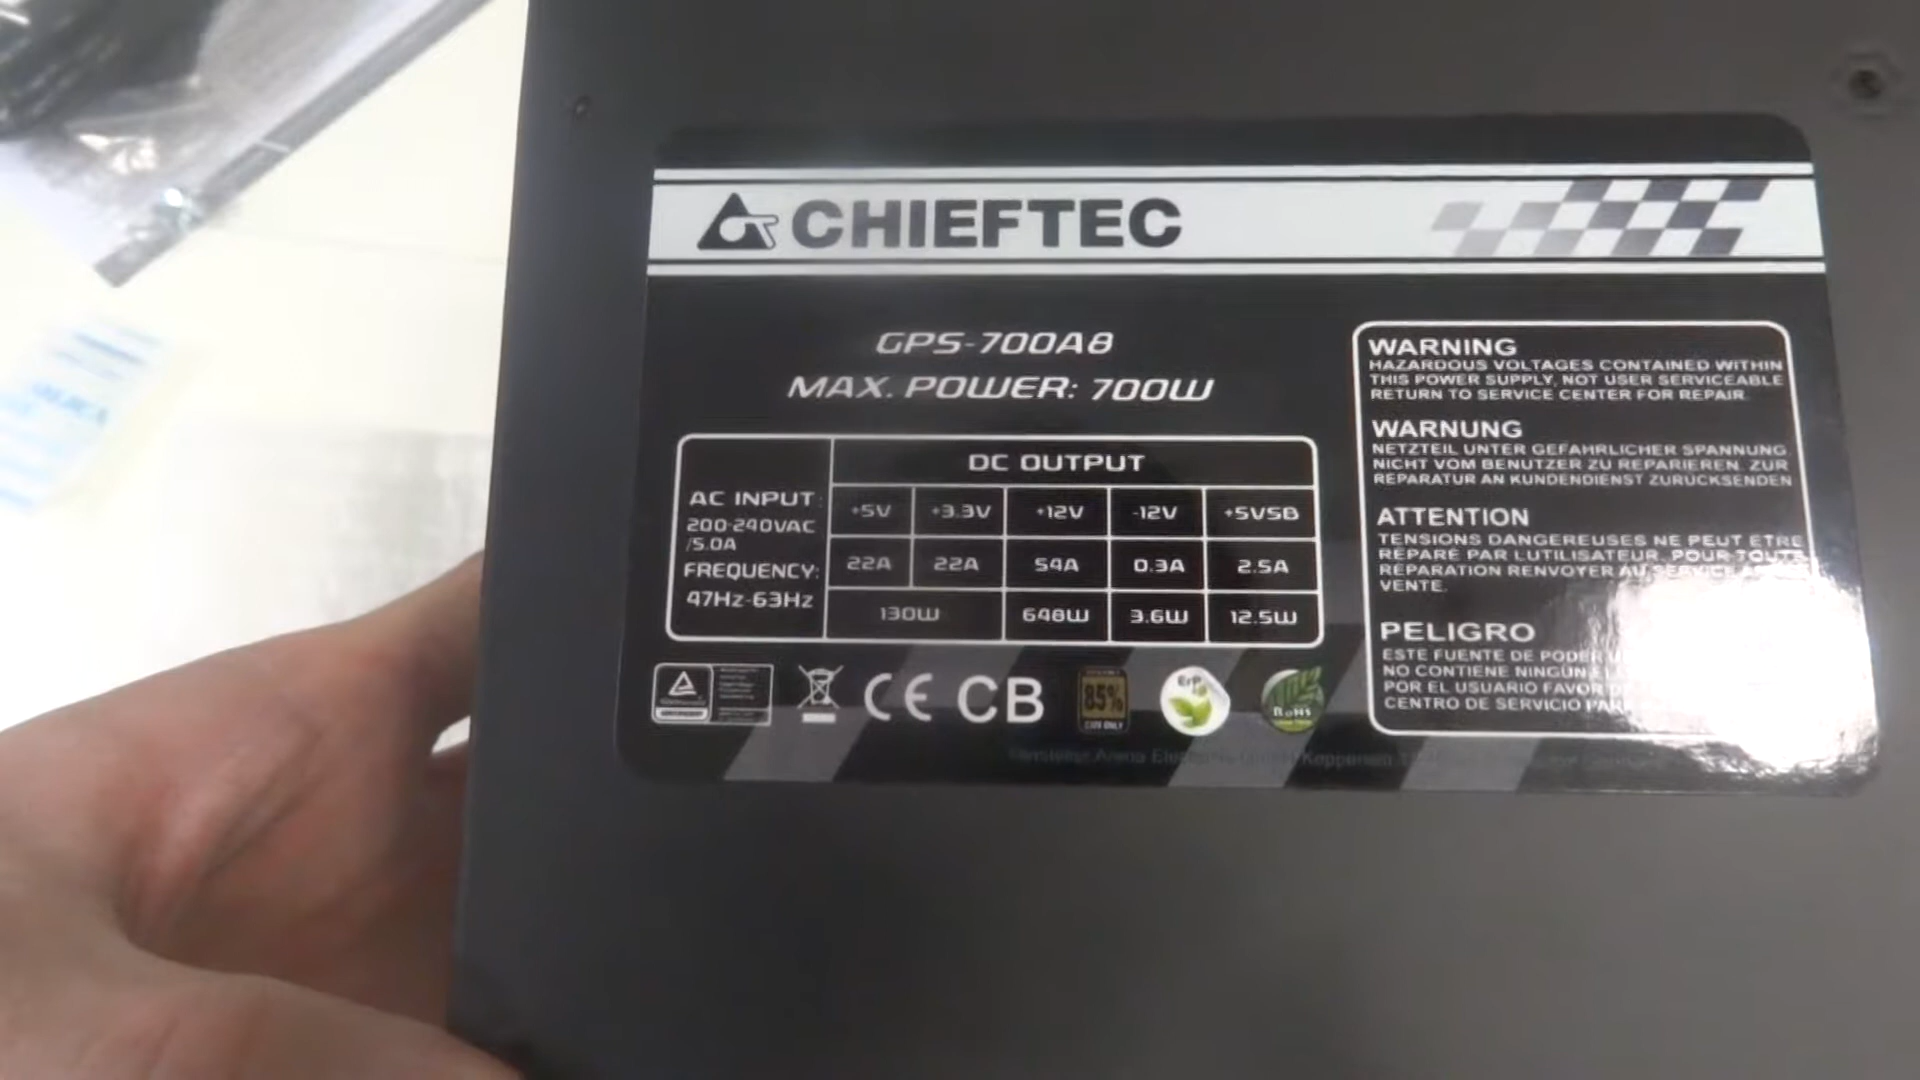 CHIEFTEC
GPS-700A8
MAX. POWER: 700W
AC INPUT:
200-240VAC
/5.0A
FREQUENCY:
47Hz-63Hz
DC OUTPUT
+5V +3.3V +12V -12V +5VSB
22A 22A 54A 0.3A 2.5A
130W 648W 3.6W 12.5W
CE CB
85%
ErP
RoHS
WARNING
HAZARDOUS VOLTAGES CONTAINED WITHIN
THIS POWER SUPPLY, NOT USER SERVICEABLE
RETURN TO SERVICE CENTER FOR REPAIR.
WARNUNG
NETZTEIL UNTER GEFAHRLICHER SPANNUNG
NICHT VOM BENUTZER ZU REPARIEREN. ZUR
REPARATUR AN KUNDENDIENST ZURUCKSENDEN
ATTENTION
TENSIONS DANGEREUSES NE PEUT ETRE
RÉPARÉ PAR L'UTILISATEUR. POUR TOUTE
RÉPARATION RENVOYER AU SERVICE
VENTE.
PELIGRO
ESTE FUENTE DE PODER
NO CONTIENE NINGÚN
POR EL USUARIO FAVOR
CENTRO DE SERVICIO